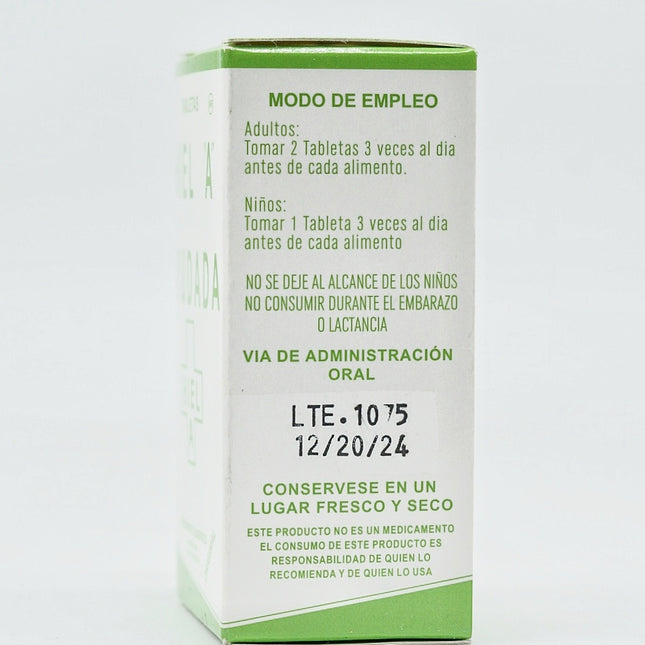 MODO DE EMPLEO
Adultos:
Tomar 2 Tabletas 3 veces al dia
antes de cada alimento.
Niños:
Tomar 1 Tableta 3 veces al dia
antes de cada alimento
NO SE DEJE AL ALCANCE DE LOS NIÑOS
NO CONSUMIR DURANTE EL EMBARAZO
O LACTANCIA
VIA DE ADMINISTRACIÓN
ORAL
LTE.1075
12/20/24
CONSERVESE EN UN
LUGAR FRESCO Y SECO
ESTE PRODUCTO NO ES UN MEDICAMENTO
EL CONSUMO DE ESTE PRODUCTO ES
RESPONSABILIDAD DE QUIEN LO
RECOMIENDA Y DE QUIEN LO USA